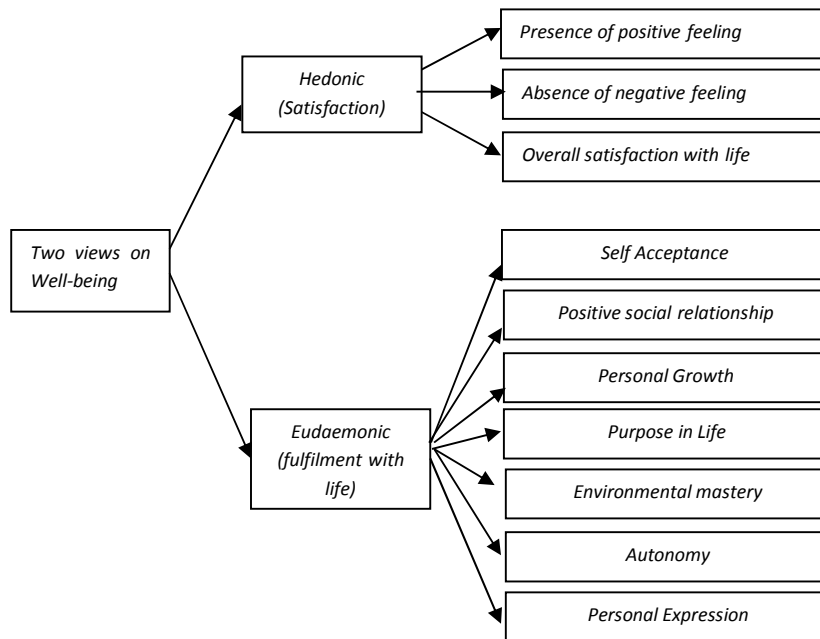 Presence of positive feeling
Hedonic
(Satisfaction)
Absence of negative feeling
Overall satisfaction with life
Two views on
Well-being
Self Acceptance
Positive social relationship
Personal Growth
Eudaemonic
(fulfilment with
life)
Purpose in Life
Environmental mastery
Autonomy
Personal Expression